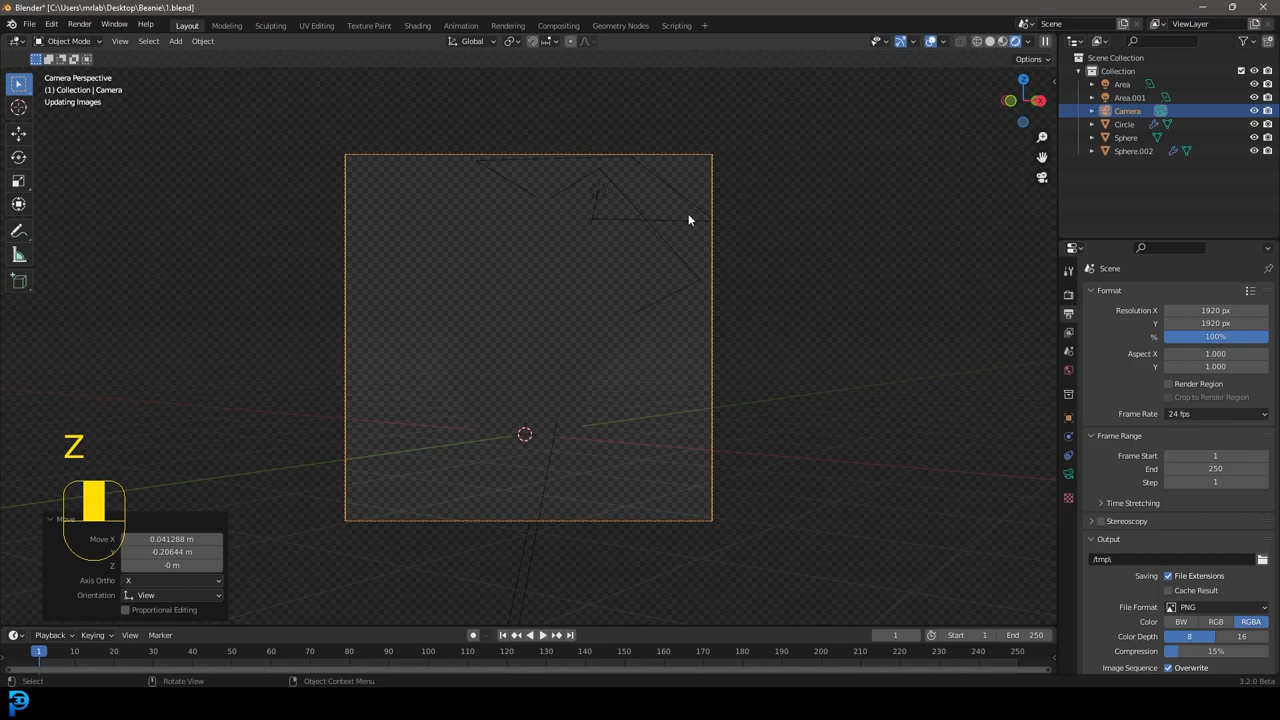 Blender* [C:\Users\mrlab\Desktop\Beanie\1.blend]
File Edit Render Window Help Layout Modeling Sculpting UV Editing Texture Paint Shading Animation Rendering Compositing Geometry Nodes Scripting + Scene ViewLayer
Object Mode View Select Add Object Global
Options
Camera Perspective
(1) Collection | Camera
Updating Images
Z
X
Scene Collection
Collection
Area
Area.001
Camera
Circle
Sphere
Sphere.002
Scene
Format
Resolution X 1920 px
Y 1920 px
% 100%
Aspect X 1.000
Y 1.000
Render Region
Crop to Render Region
Frame Rate 24 fps
Frame Range
Frame Start 1
End 250
Step 1
Time Stretching
Stereoscopy
Output
/tmp\
Saving File Extensions
Cache Result
File Format PNG
Color BW RGB RGBA
Color Depth 8 16
Compression 15%
Image Sequence Overwrite
Z
Move
Move X 0.041288 m
-0.20644 m
Z -0 m
Axis Ortho X
Orientation View
Proportional Editing
Playback Keying View Marker 1 Start 1 End 250
1 10 20 30 40 50 60 70 80 90 100 110 120 130 140 150 160 170 180 190 200 210 220 230 240 250
Select Rotate View Object Context Menu 3.2.0 Beta